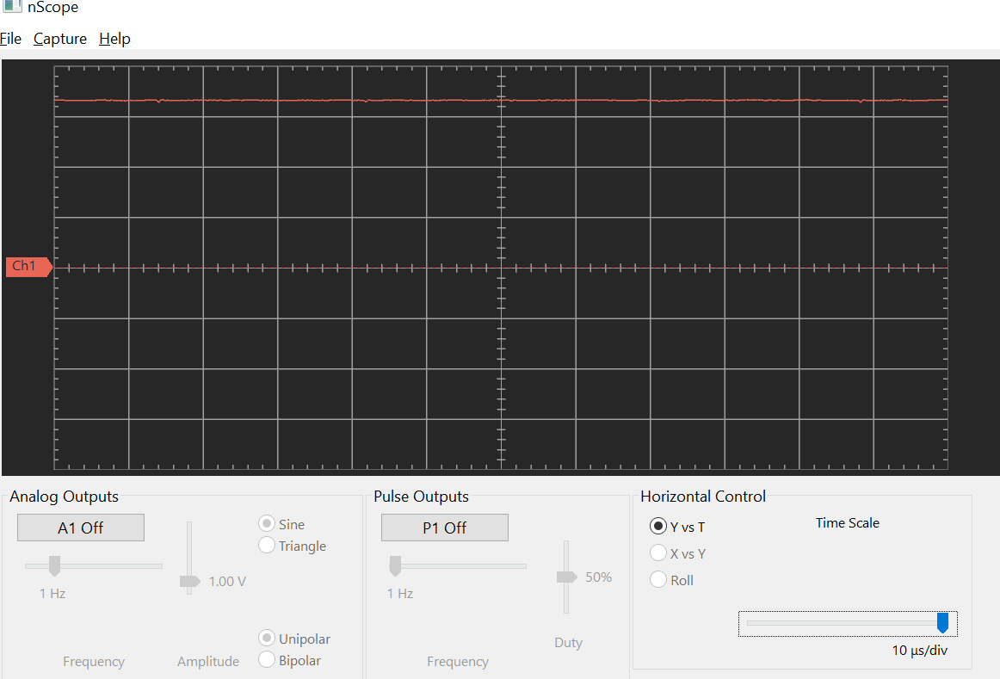 nScope
File Capture Help
Ch1
Analog Outputs
A1 Off
1 Hz
Frequency
1.00 V
Amplitude
Sine
Triangle
Unipolar
Bipolar
Pulse Outputs
P1 Off
1 Hz
Frequency
50%
Duty
Horizontal Control
Y vs T
X vs Y
Roll
Time Scale
10 µs/div